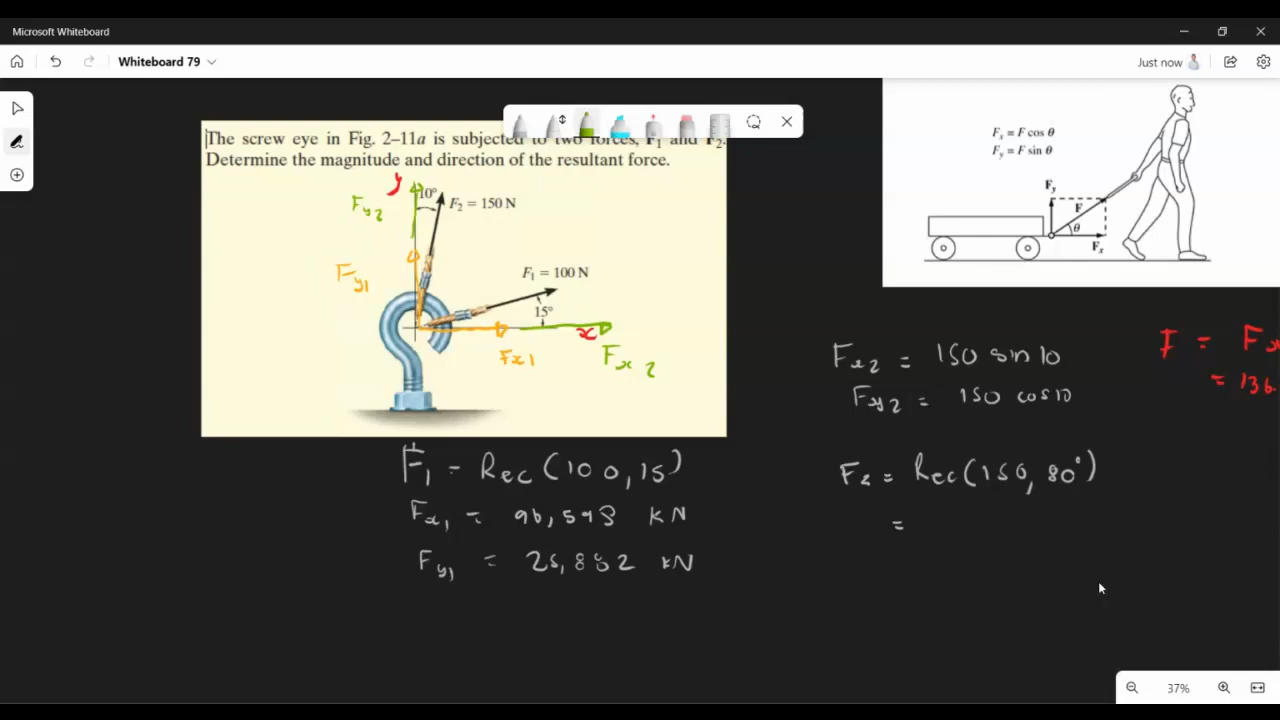 Microsoft Whiteboard
Whiteboard 79
Just now
The screw eye in Fig. 2–11a is subjected to two forces, F1 and F2.
Determine the magnitude and direction of the resultant force.
y
10°
Fy2
F2 = 150 N
Fy1
F1 = 100 N
15°
x
Fx1
Fx2
Fx = F cos θ
Fy = F sin θ
Fy
F
θ
Fx
Fx2 = 150 sin 10
Fy2 = 150 cos 10
F = Fx
= 136
F1 = Rec(100,15)
Fx1 = 96,593 kN
Fy1 = 25,882 kN
F2 = Rec(150, 80°)
=
37%